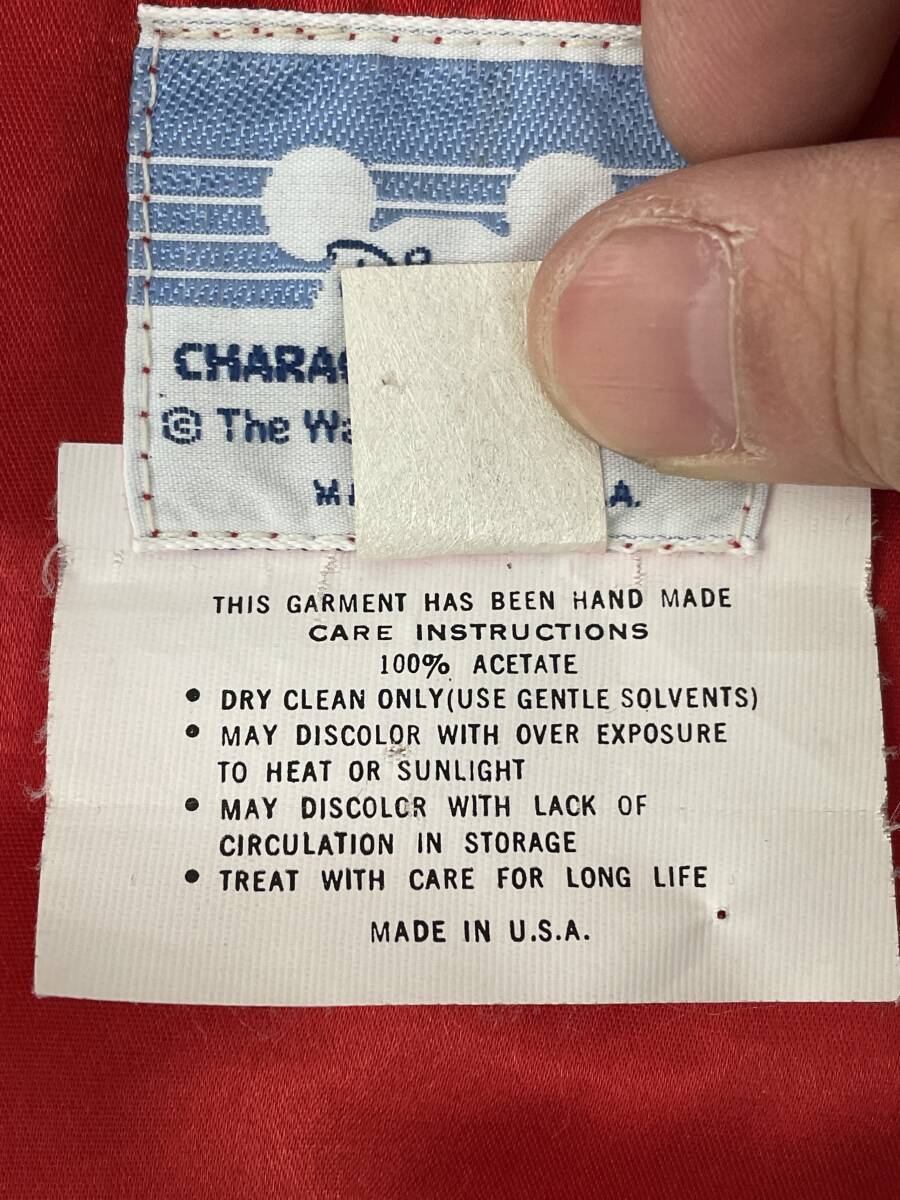 © The
THIS GARMENT HAS BEEN HAND MADE
CARE INSTRUCTIONS
100% ACETATE
• DRY CLEAN ONLY(USE GENTLE SOLVENTS)
• MAY DISCOLOR WITH OVER EXPOSURE
TO HEAT OR SUNLIGHT
• MAY DISCOLOR WITH LACK OF
CIRCULATION IN STORAGE
• TREAT WITH CARE FOR LONG LIFE
MADE IN U.S.A.